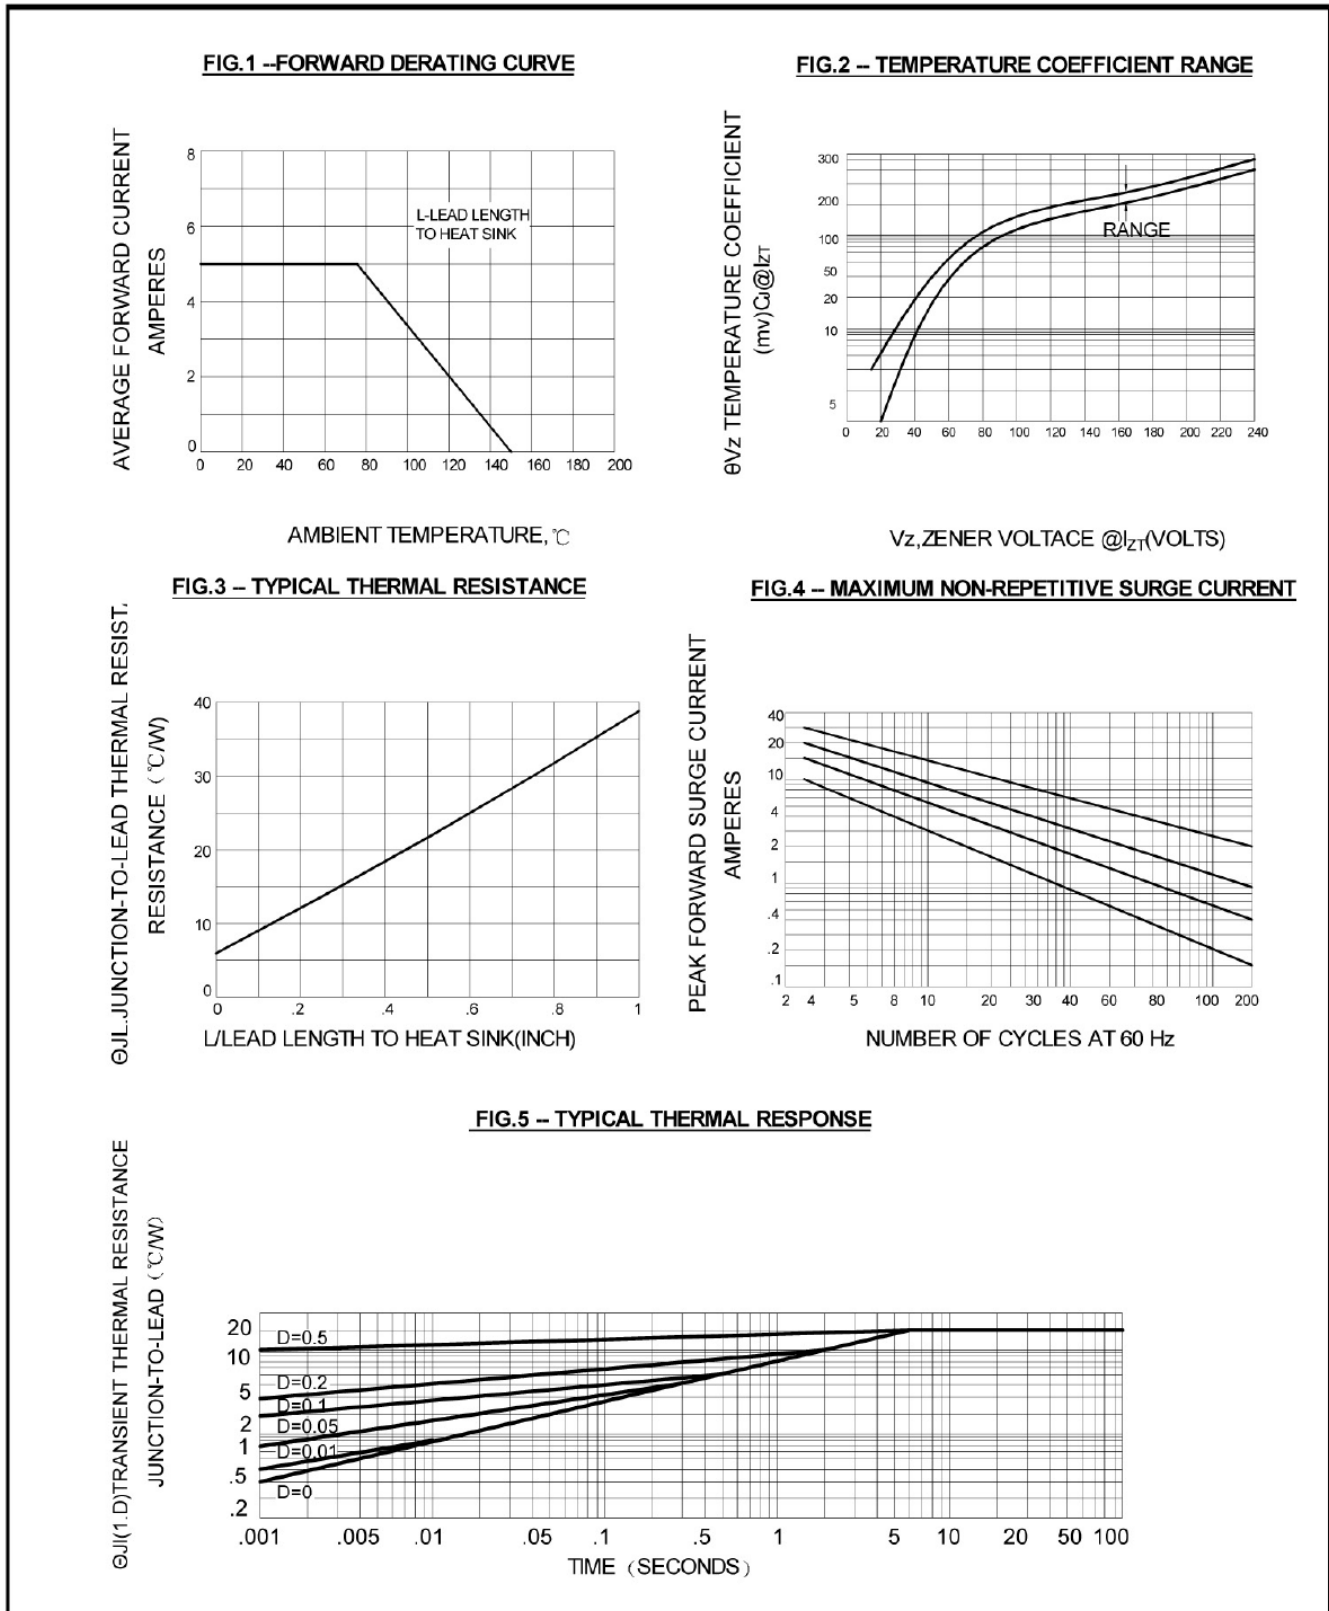 FIG.1 --FORWARD DERATING CURVE
AVERAGE FORWARD CURRENT
AMPERES
8
6
4
2
0
L-LEAD LENGTH
TO HEAT SINK
0 20 40 60 80 100 120 140 160 180 200
AMBIENT TEMPERATURE,℃
FIG.2 -- TEMPERATURE COEFFICIENT RANGE
θVz TEMPERATURE COEFFICIENT
300
200
100
50
20
10
5
RANGE
0 20 40 60 80 100 120 140 160 180 200 220 240
Vz,ZENER VOLTACE @IZT(VOLTS)
FIG.3 -- TYPICAL THERMAL RESISTANCE
ΘJL.JUNCTION-TO-LEAD THERMAL RESIST.
RESISTANCE (℃/W)
40
30
20
10
0
0 .2 .4 .6 .8 1
L/LEAD LENGTH TO HEAT SINK(INCH)
FIG.4 -- MAXIMUM NON-REPETITIVE SURGE CURRENT
PEAK FORWARD SURGE CURRENT
AMPERES
40
20
10
4
2
1
.4
.2
.1
2 4 5 8 10 20 30 40 60 80 100 200
NUMBER OF CYCLES AT 60 Hz
FIG.5 -- TYPICAL THERMAL RESPONSE
ΘJI(1.D)TRANSIENT THERMAL RESISTANCE
JUNCTION-TO-LEAD (℃/W)
20
10
5
2
1
.5
.2
D=0.5
D=0.2
D=0.1
D=0.05
D=0.01
D=0
.001 .005 .01 .05 .1 .5 1 5 10 20 50 100
TIME (SECONDS)